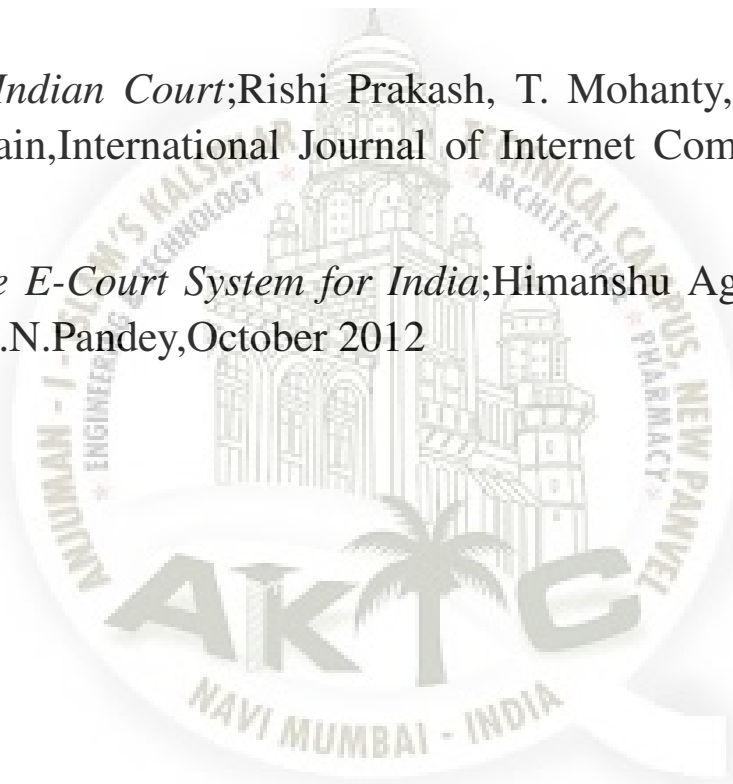 Indian Court;Rishi Prakash, T. Mohanty,
ain,International Journal of Internet Com
e E-Court System for India;Himanshu Ag
.N.Pandey,October 2012
ANJUMAN - I - ISLAM'S KALSEKAR TECHNICAL CAMPUS, NEW PANVEL
ENGINEERING TECHNOLOGY * * ARCHITECTURE * PHARMACY *
AKTC
NAVI MUMBAI - INDIA